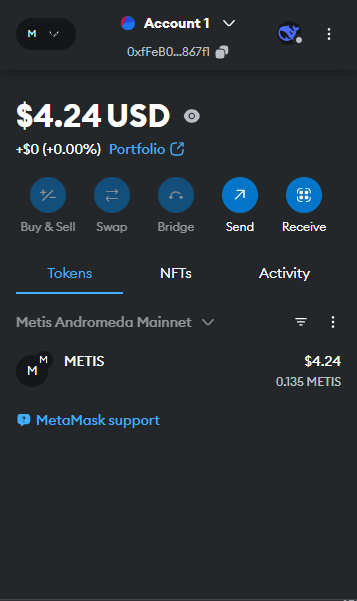 M
Account 1
0xfFeB0...867f1
$4.24 USD
+$0 (+0.00%) Portfolio
Buy & Sell Swap Bridge Send Receive
Tokens NFTs Activity
Metis Andromeda Mainnet
M M METIS $4.24
0.135 METIS
MetaMask support